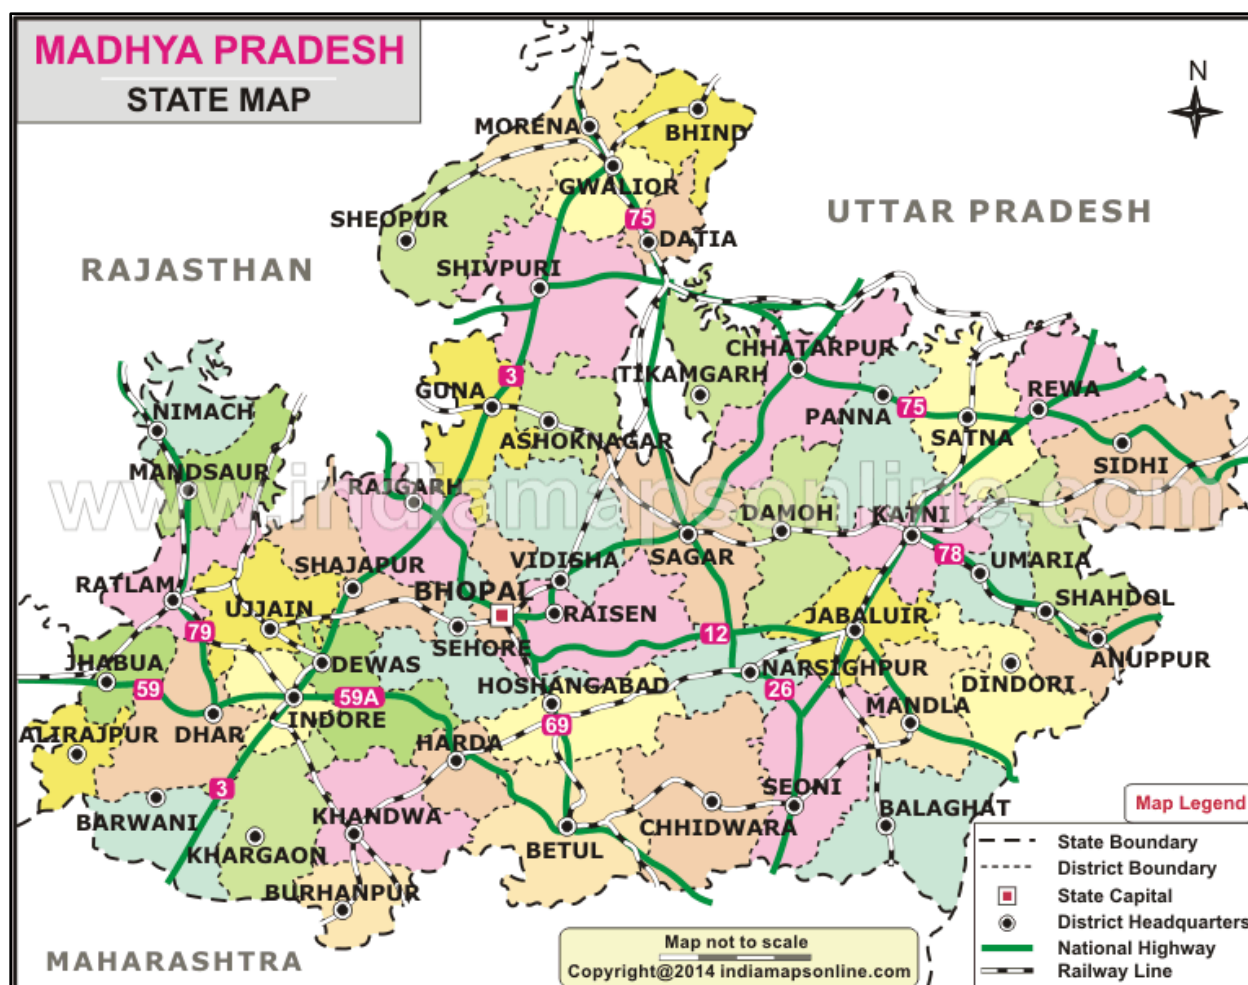 MADHYA PRADESH
STATE MAP
N
MORENA
BHIND
GWALIOR
SHEOPUR
75
UTTAR PRADESH
DATIA
RAJASTHAN
SHIVPURI
CHHATARPUR
3
TIKAMGARH
GUNA
REWA
NIMACH
PANNA
75
ASHOKNAGAR
SATNA
SIDHI
MANDSAUR
RAIGARH
www.indiamapsonline.com
DAMOH
KATNI
VIDISHA
SAGAR
78
UMARIA
SHAJAPUR
RATLAM
BHOPAL
UJJAIN
RAISEN
JABALUIR
SHAHDOL
79
12
SEHORE
ANUPPUR
JHABUA
DEWAS
NARSIGHPUR
DINDORI
59
59A
HOSHANGABAD
26
INDORE
MANDLA
ALIRAJPUR
DHAR
69
HARDA
3
SEONI
BALAGHAT
Map Legend
BARWANI
KHANDWA
CHHIDWARA
KHARGAON
BETUL
State Boundary
District Boundary
BURHANPUR
State Capital
District Headquarters
Map not to scale
National Highway
MAHARASHTRA
Copyright@2014 indiamapsonline.com
Railway Line